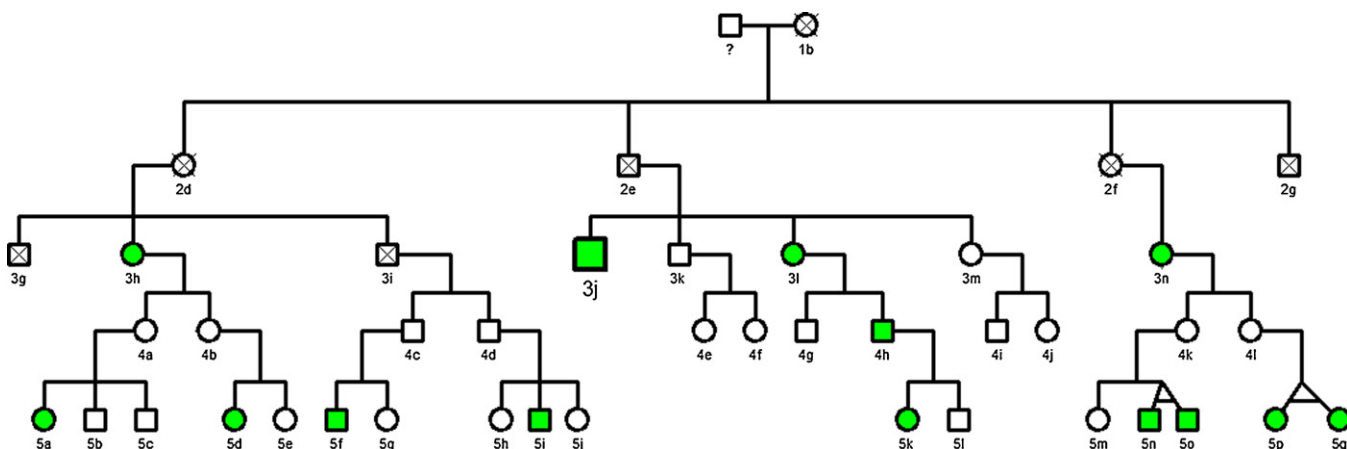 ? 1b
2d 2e 2f 2g
3g 3h 3i 3j 3k 3l 3m 3n
4a 4b 4c 4d 4e 4f 4g 4h 4i 4j 4k 4l
5a 5b 5c 5d 5e 5f 5g 5h 5i 5j 5k 5l 5m 5n 5o 5p 5q